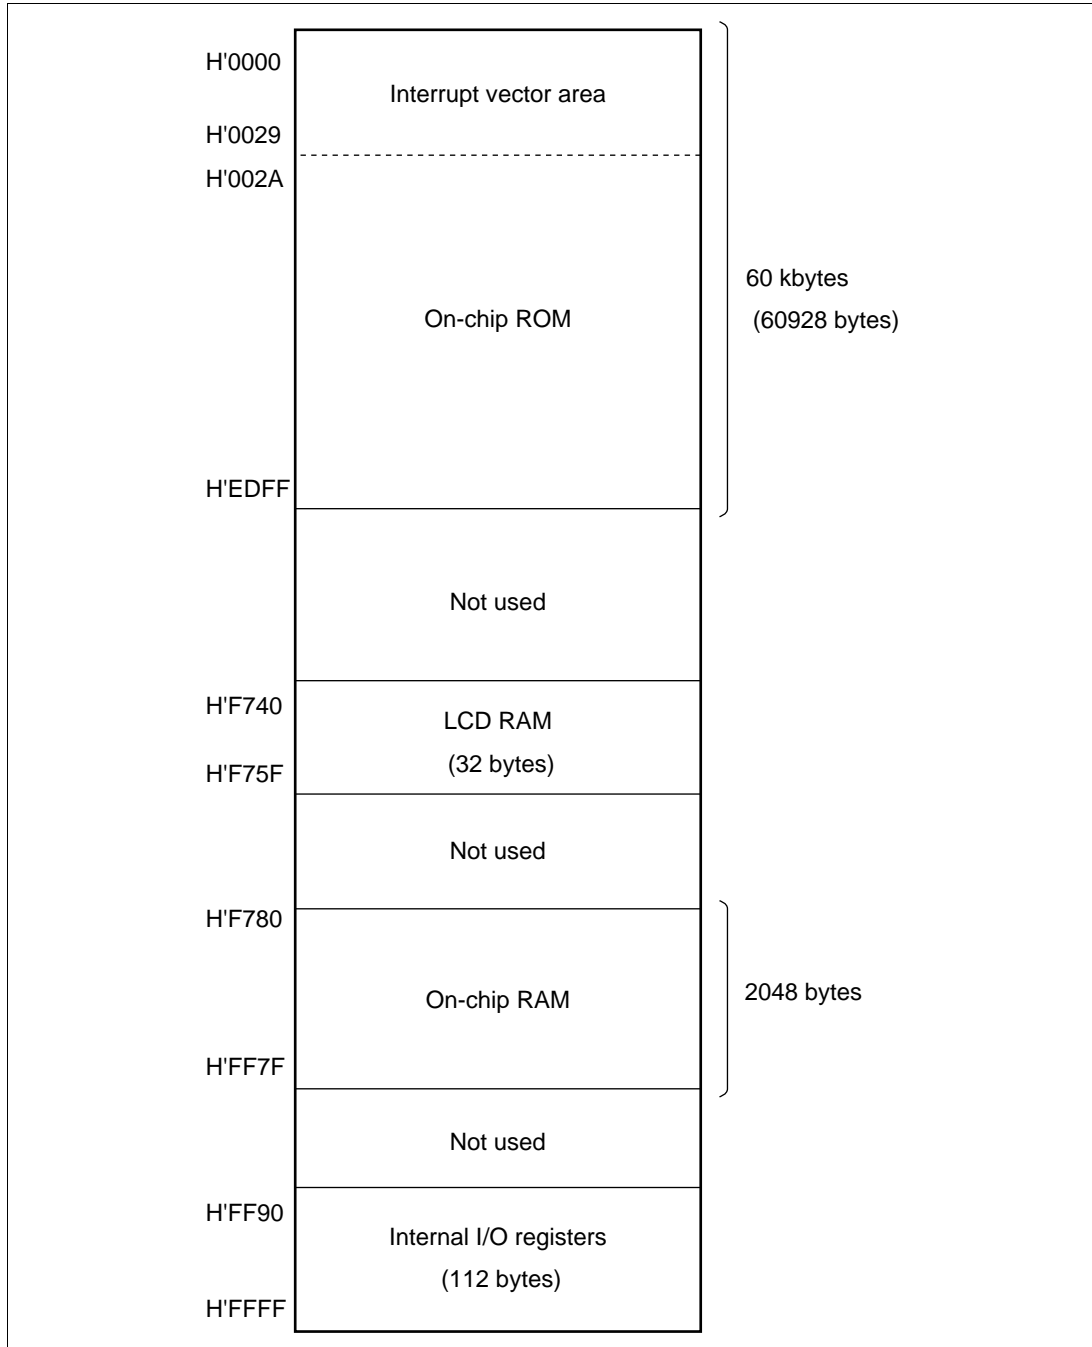 H'0000
Interrupt vector area
H'0029
H'002A
60 kbytes
On-chip ROM
(60928 bytes)
H'EDFF
Not used
H'F740
LCD RAM
(32 bytes)
H'F75F
Not used
H'F780
2048 bytes
On-chip RAM
H'FF7F
Not used
H'FF90
Internal I/O registers
(112 bytes)
H'FFFF